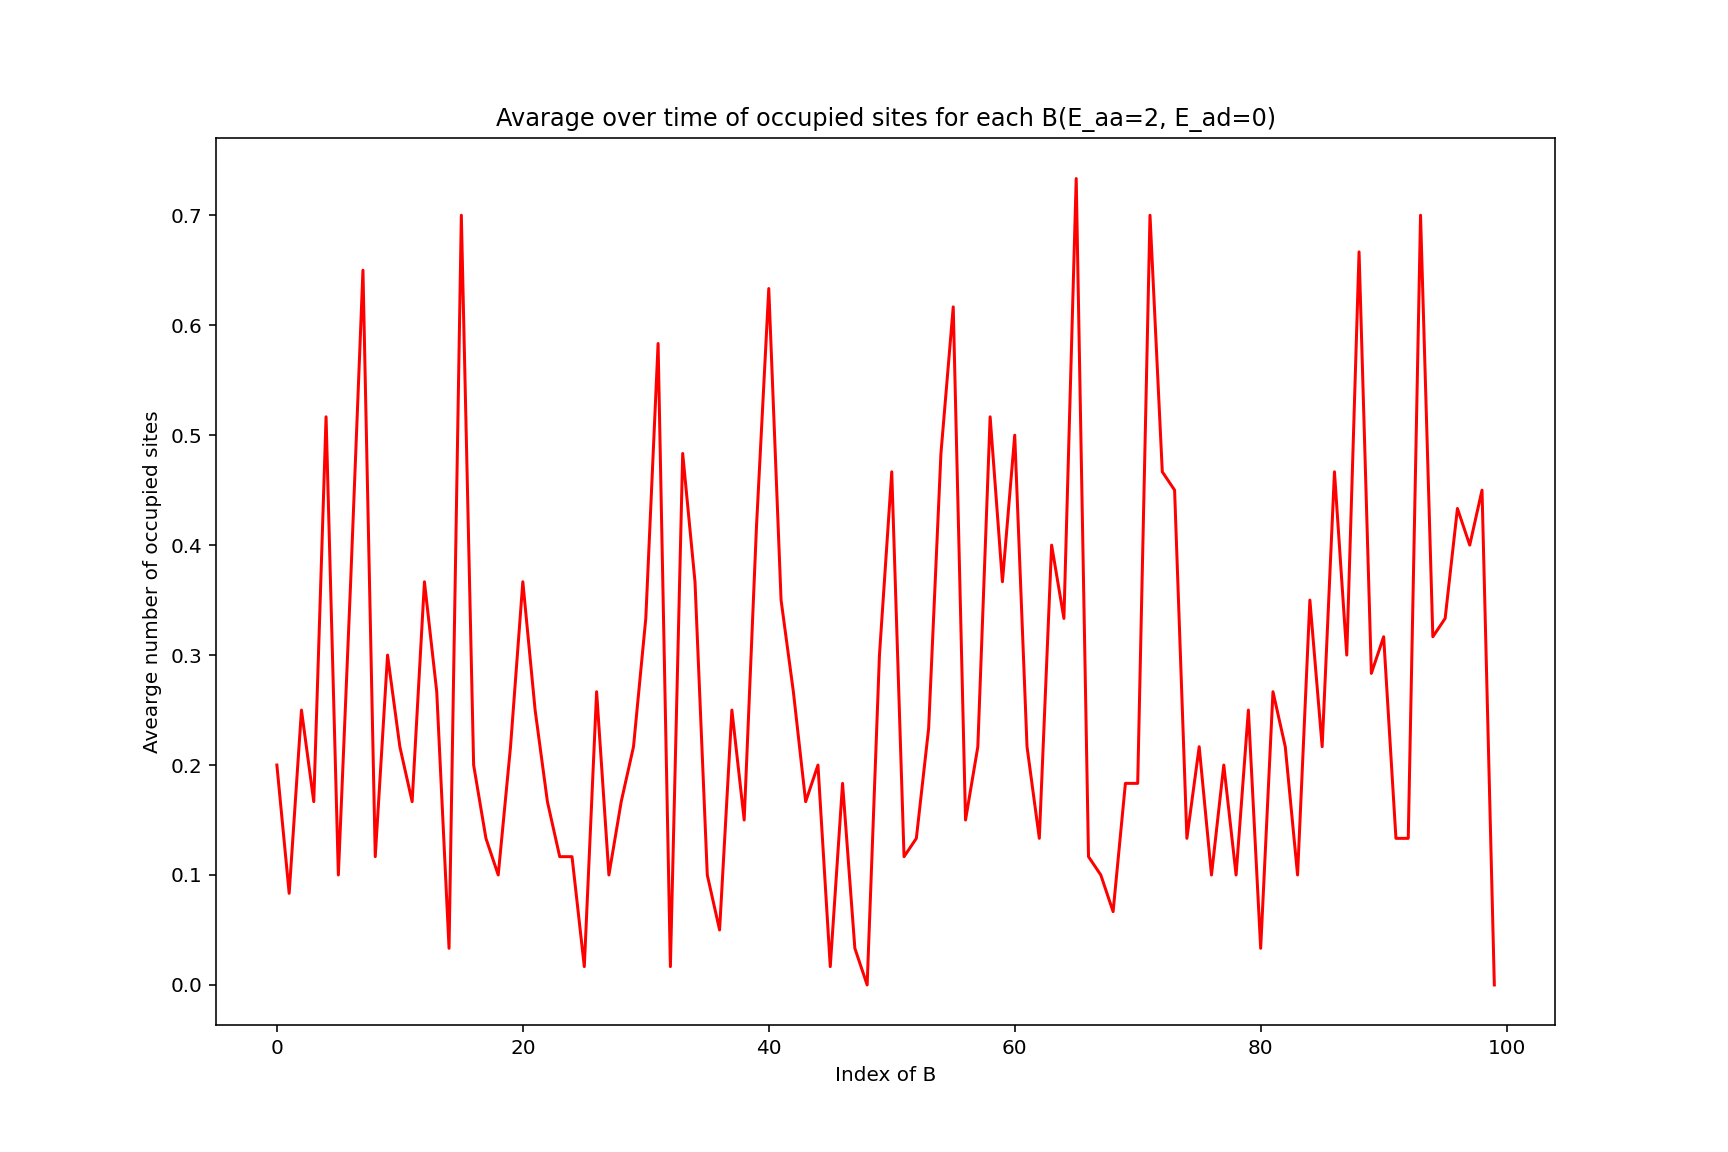 Avarage over time of occupied sites for each B(E_aa=2, E_ad=0)
Avearge number of occupied sites
0.7
0.6
0.5
0.4
0.3
0.2
0.1
0.0
0 20 40 60 80 100
Index of B